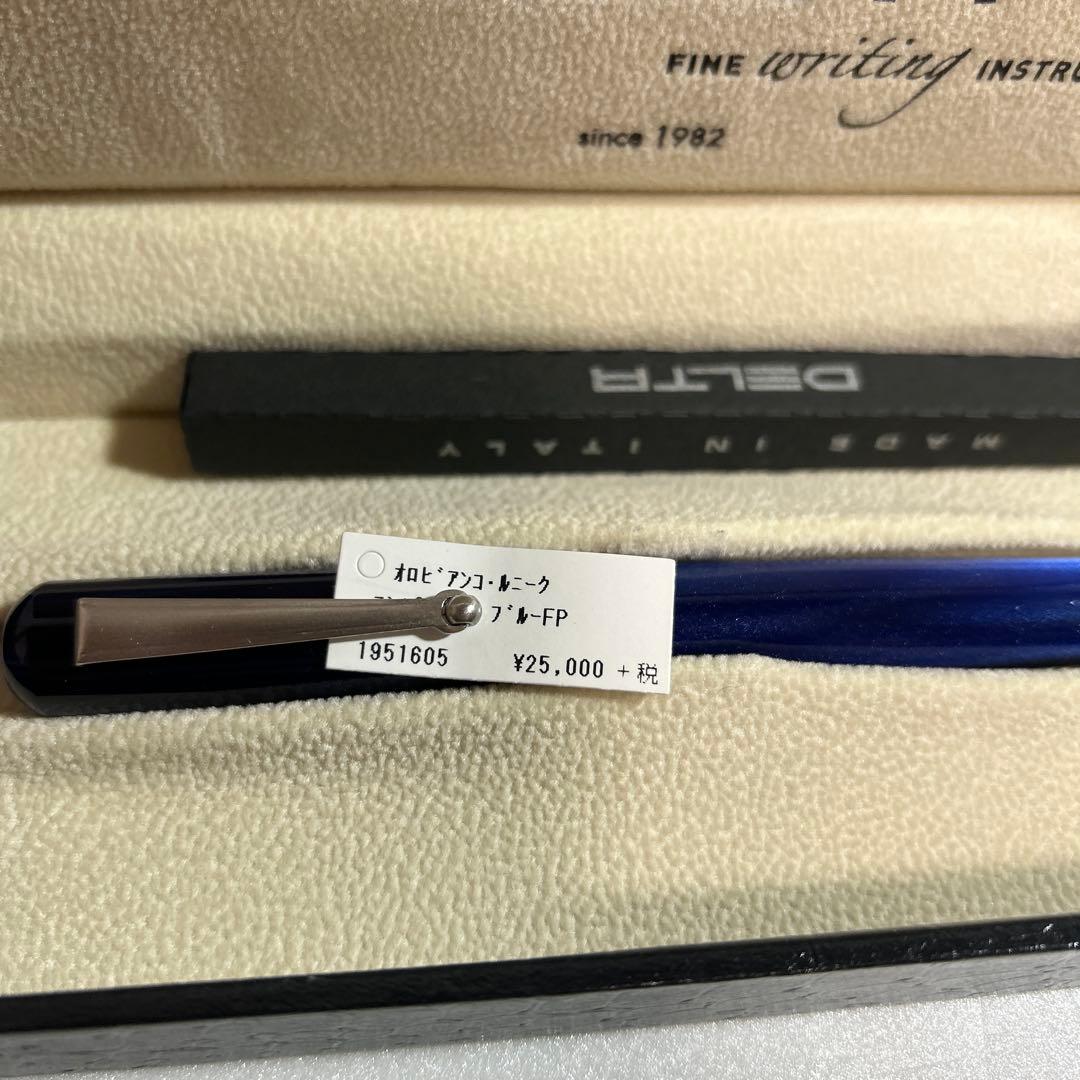 FINE writing INSTRU
since 1982
DELTA
MADE IN ITALY
オロビアンコ・ルニーク
ブルーFP
1951605 ¥25,000 +税